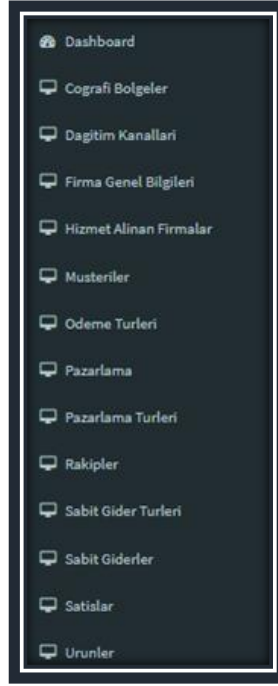 Dashboard
Cografi Bolgeler
Dagitim Kanallari
Firma Genel Bilgileri
Hizmet Alinan Firmalar
Musteriler
Odeme Turleri
Pazarlama
Pazarlama Turleri
Rakipler
Sabit Gider Turleri
Sabit Giderler
Satislar
Urunler